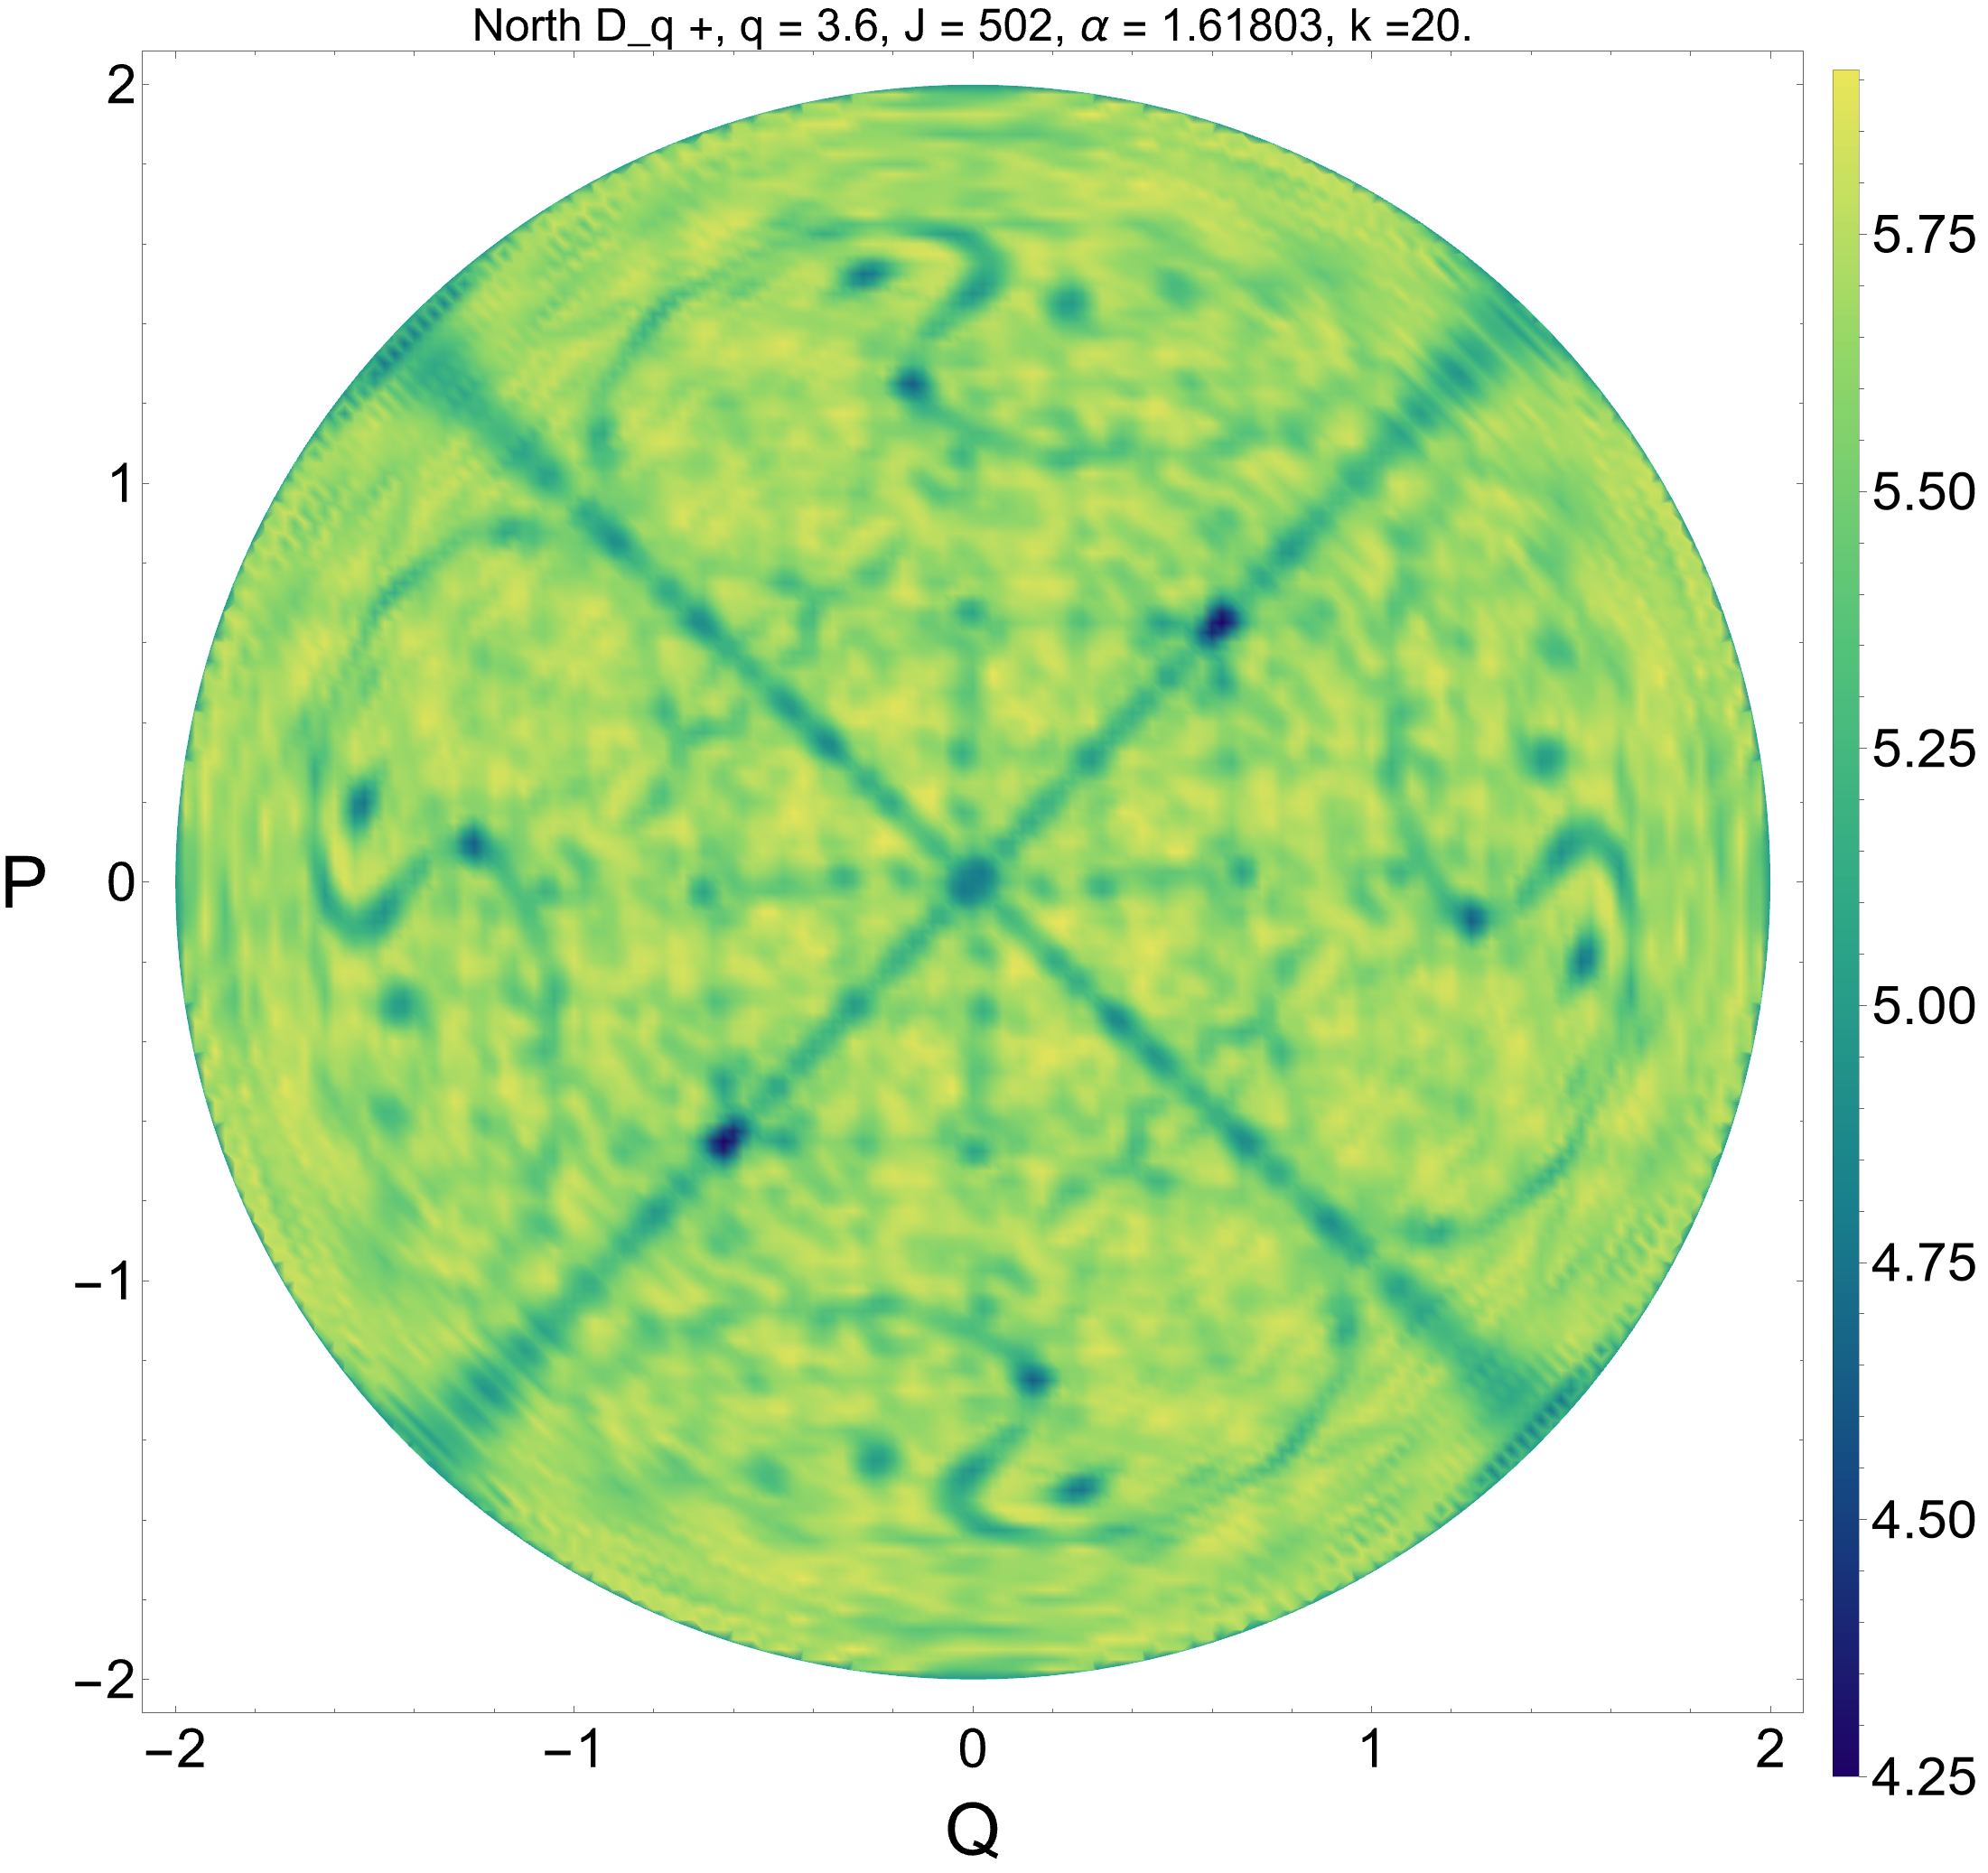 North D_q +, q = 3.6, J = 502, α = 1.61803, k =20.
2
1
P 0
−1
−2
−2 −1 0 1 2
Q
5.75
5.50
5.25
5.00
4.75
4.50
4.25